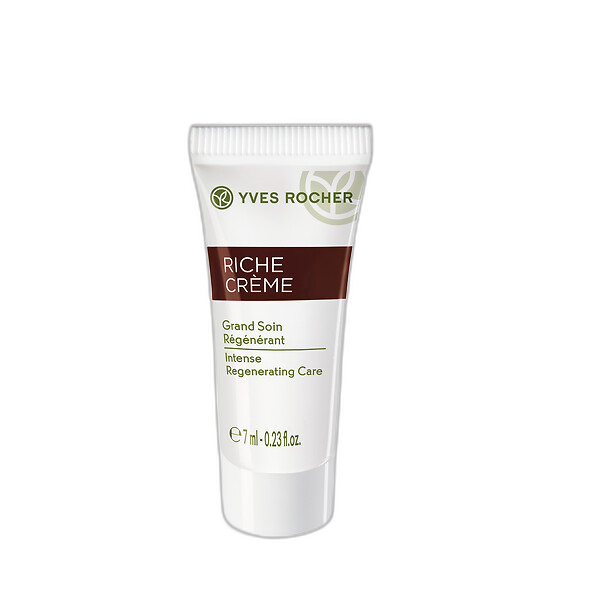 YVES ROCHER
RICHE
CRÈME
Grand Soin
Régénérant
Intense
Regenerating Care
℮ 7 ml - 0.23 fl.oz.